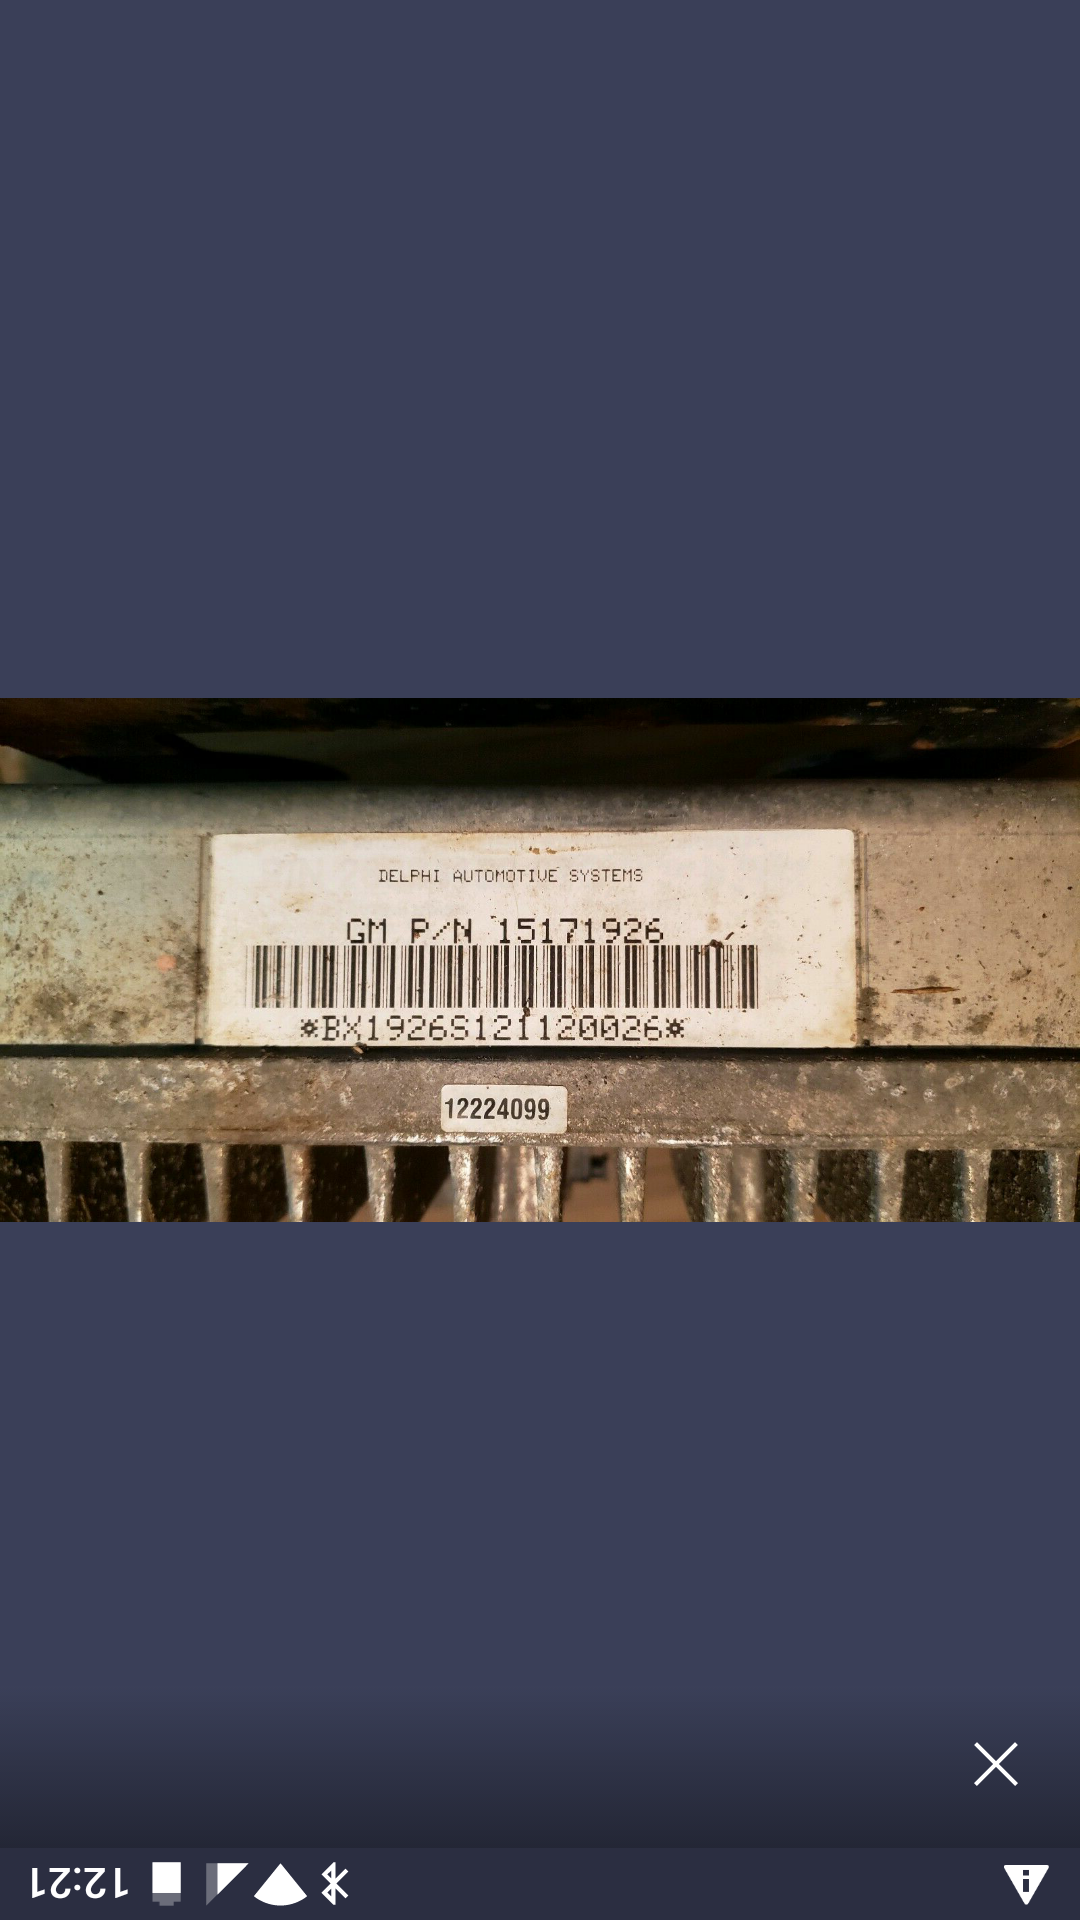 DELPHI AUTOMOTIVE SYSTEMS
GM P/N 15171926
*BX1926S121120026*
12224099
12:21